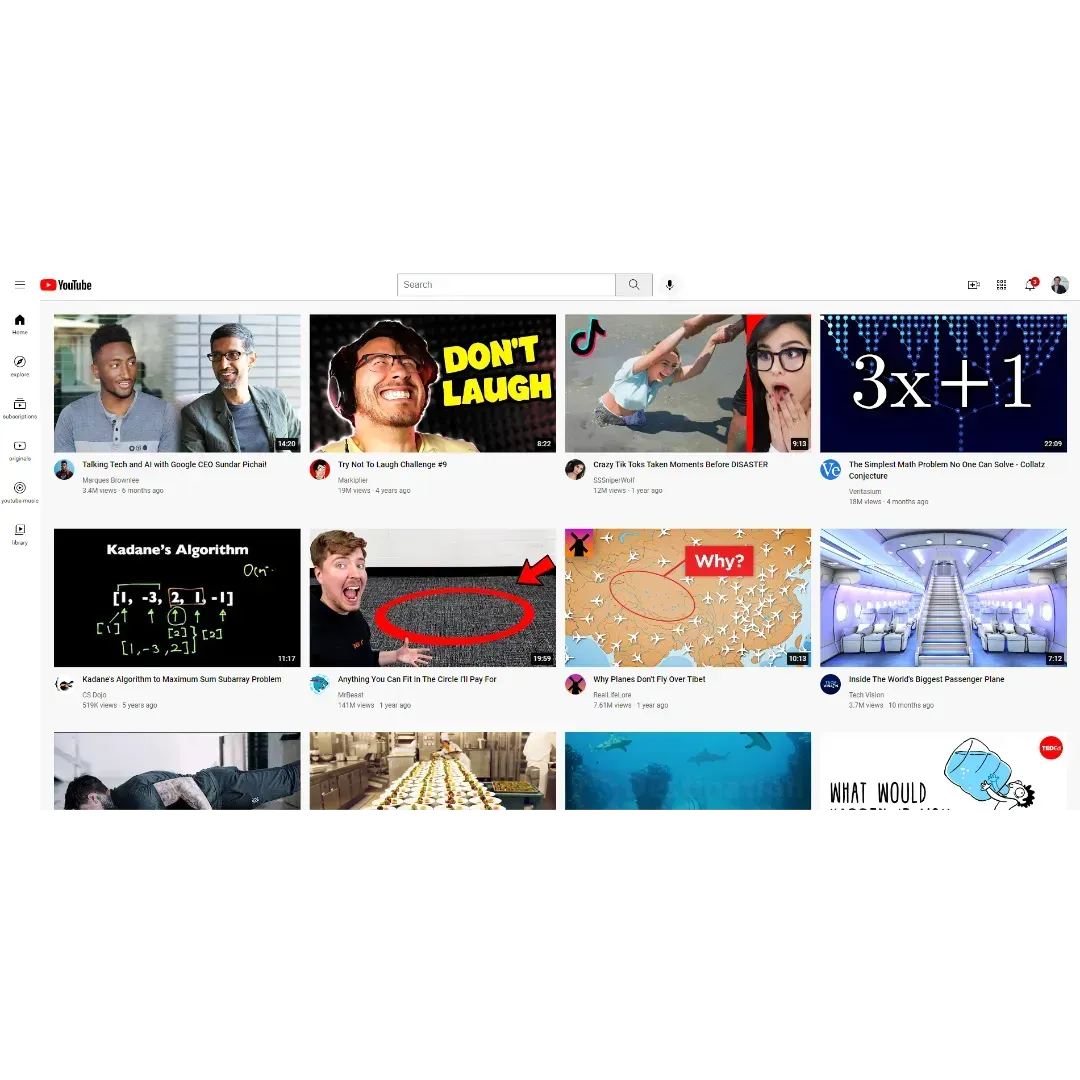 YouTube
Search
3
Home
explore
subscriptions
originals
youtube-music
library
14:20
Talking Tech and AI with Google CEO Sundar Pichai!
Marques Brownlee
3.4M views · 6 months ago
DON'T
LAUGH
8:22
Try Not To Laugh Challenge #9
Markiplier
19M views · 4 years ago
9:13
Crazy Tik Toks Taken Moments Before DISASTER
SSSniperWolf
12M views · 1 year ago
3x+1
22:09
Ve
The Simplest Math Problem No One Can Solve - Collatz
Conjecture
Veritasium
18M views · 4 months ago
Kadane's Algorithm
[1, -3, 2, 1, -1]
[1]
[2]
[2]
[1, -3, 2]
11:17
Kadane's Algorithm to Maximum Sum Subarray Problem
CS Dojo
519K views · 5 years ago
19:59
Anything You Can Fit In The Circle I'll Pay For
MrBeast
141M views · 1 year ago
Why?
10:13
Why Planes Don't Fly Over Tibet
RealLifeLore
7.61M views · 1 year ago
7:12
TECH
VISION
Inside The World's Biggest Passenger Plane
Tech Vision
3.7M views · 10 months ago
TEDEd
WHAT WOULD